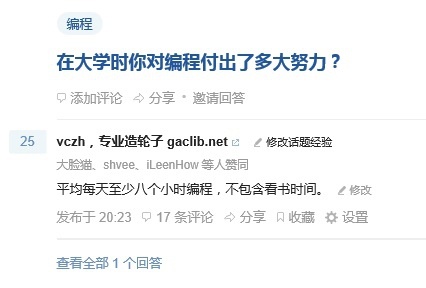 编程
在大学时你对编程付出了多大努力？
添加评论 分享 • 邀请回答
25
vczh，专业造轮子 gaclib.net 修改话题经验
大脸猫、shvee、iLeenHow 等人赞同
平均每天至少八个小时编程，不包含看书时间。 修改
发布于 20:23 17 条评论 分享 收藏 设置
查看全部 1 个回答